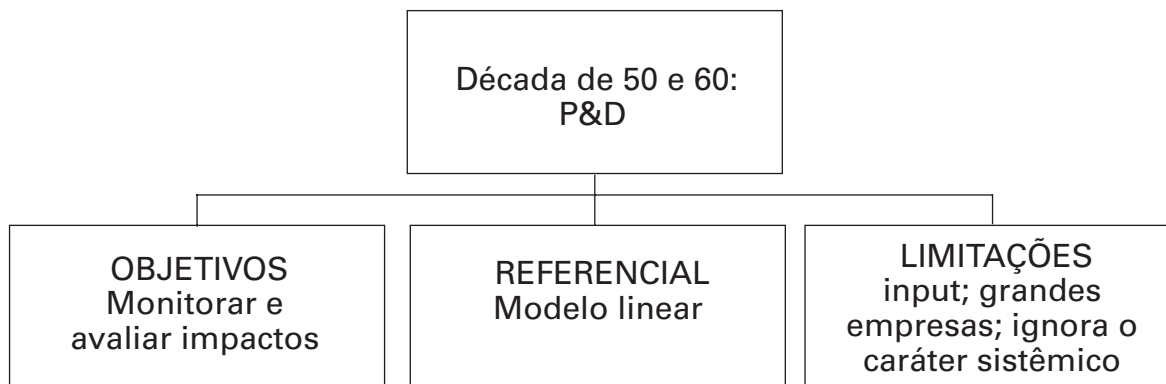 Década de 50 e 60:
P&D
OBJETIVOS
Monitorar e
avaliar impactos
REFERENCIAL
Modelo linear
LIMITAÇÕES
input; grandes
empresas; ignora o
caráter sistêmico